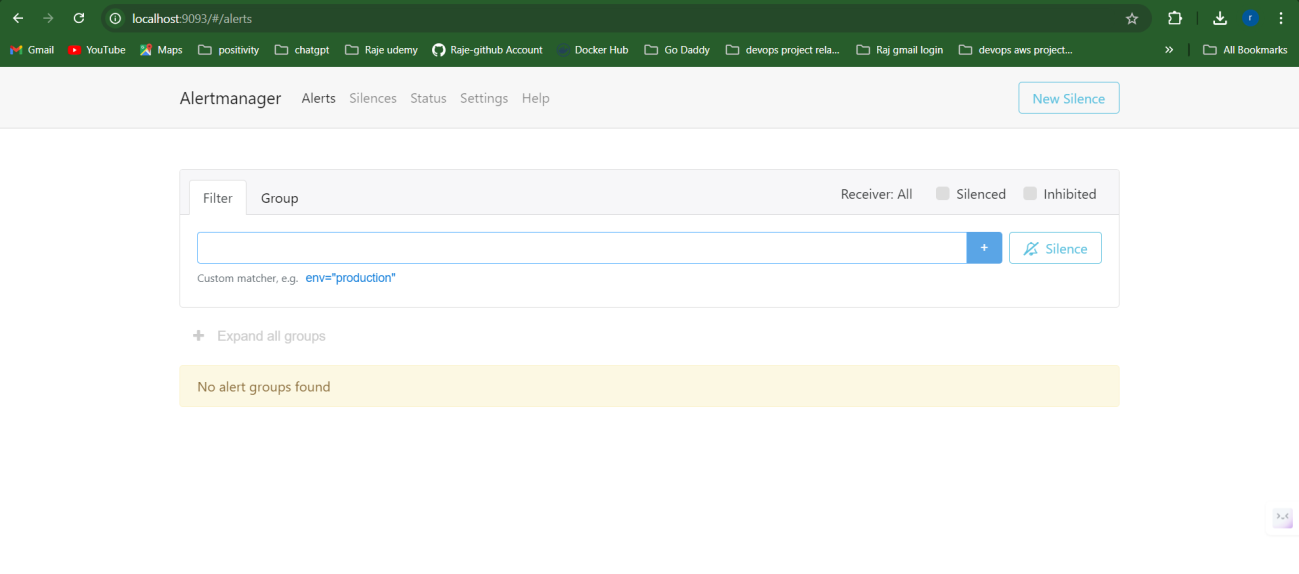 localhost:9093/#/alerts
r
Gmail YouTube Maps positivity chatgpt Raje udemy Raje-github Account Docker Hub Go Daddy devops project rela... Raj gmail login devops aws project... » All Bookmarks
Alertmanager Alerts Silences Status Settings Help New Silence
Filter Group Receiver: All Silenced Inhibited
+ Silence
Custom matcher, e.g. env="production"
+ Expand all groups
No alert groups found